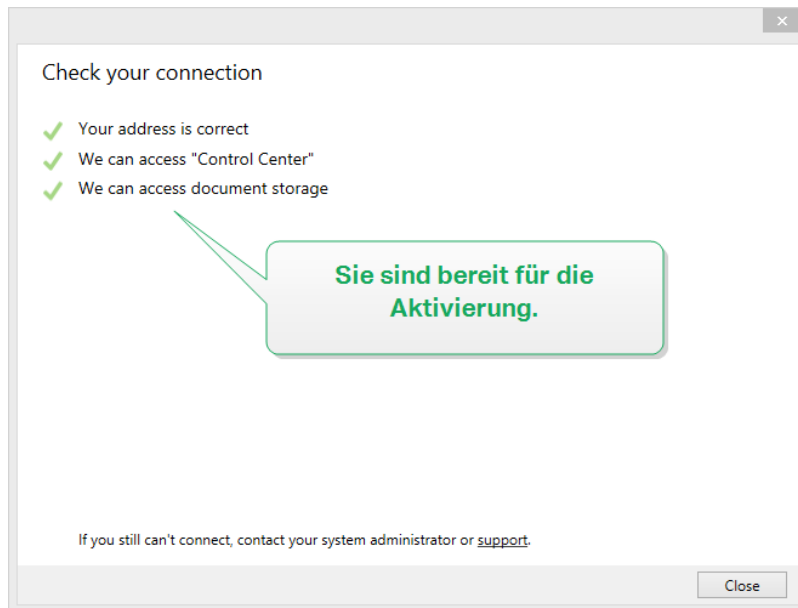 Check your connection
Your address is correct
We can access "Control Center"
We can access document storage
Sie sind bereit für die
Aktivierung.
If you still can't connect, contact your system administrator or support.
Close